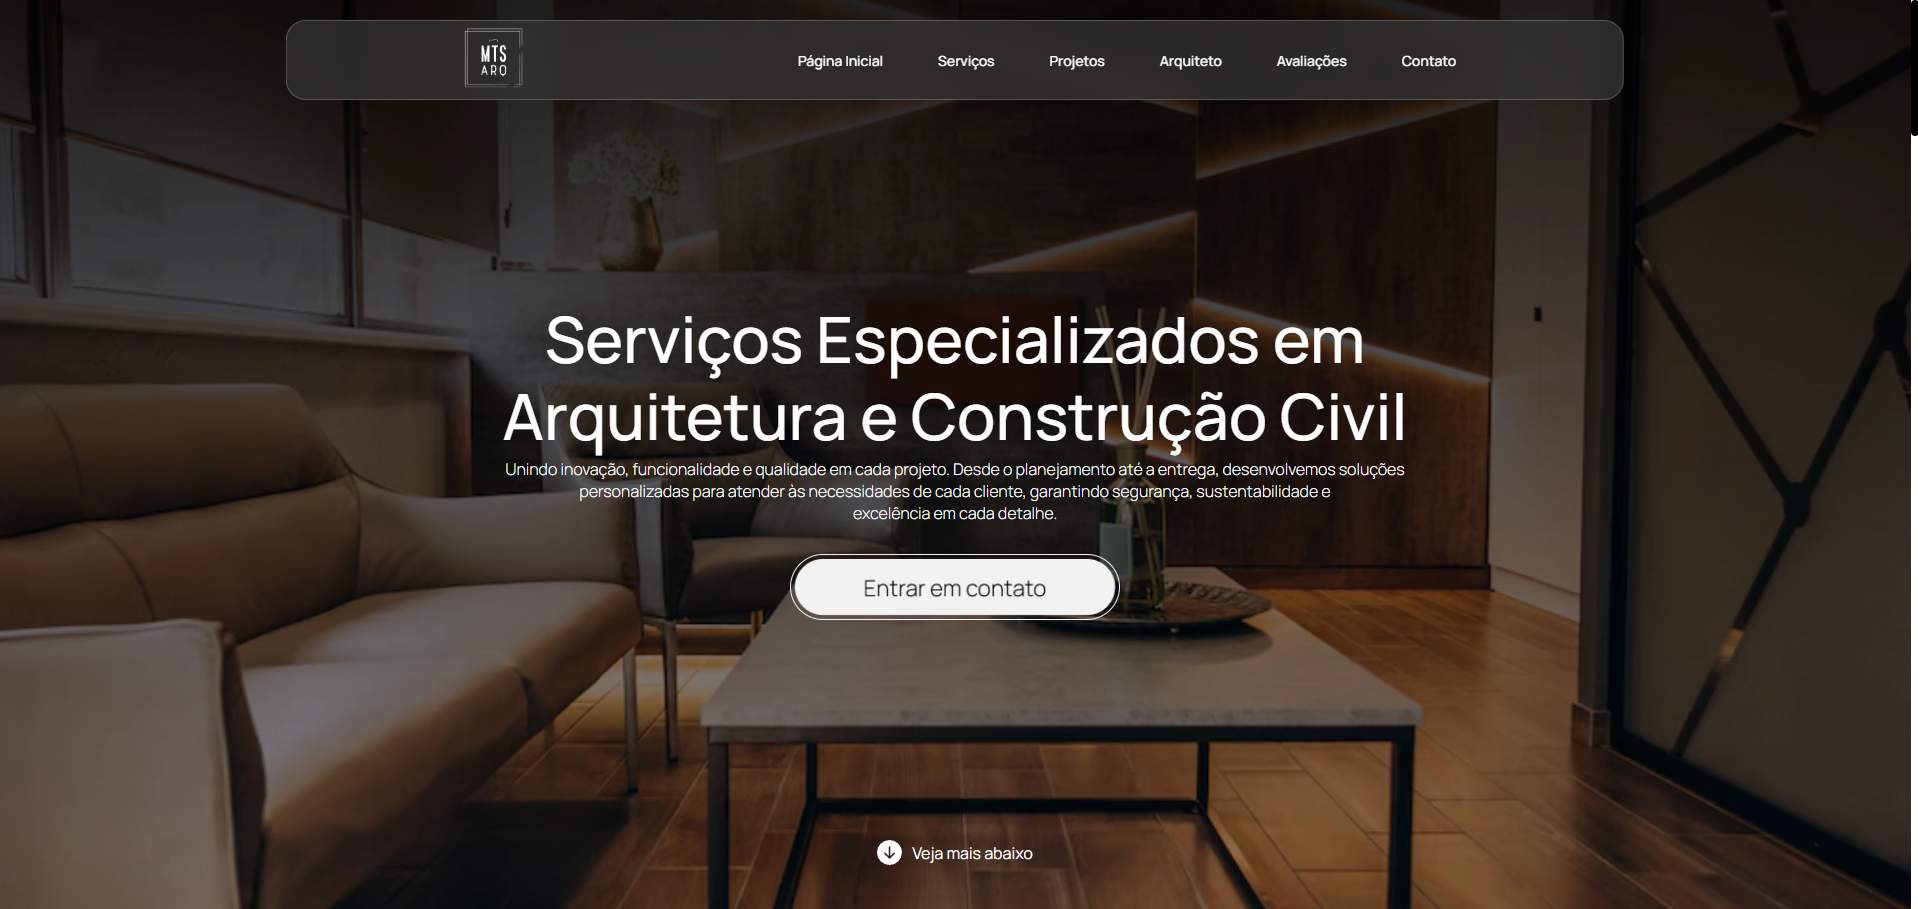 MTS
ARQ
Página Inicial
Serviços
Projetos
Arquiteto
Avaliações
Contato
Serviços Especializados em
Arquitetura e Construção Civil
Unindo inovação, funcionalidade e qualidade em cada projeto. Desde o planejamento até a entrega, desenvolvemos soluções
personalizadas para atender às necessidades de cada cliente, garantindo segurança, sustentabilidade e
excelência em cada detalhe.
Entrar em contato
Veja mais abaixo